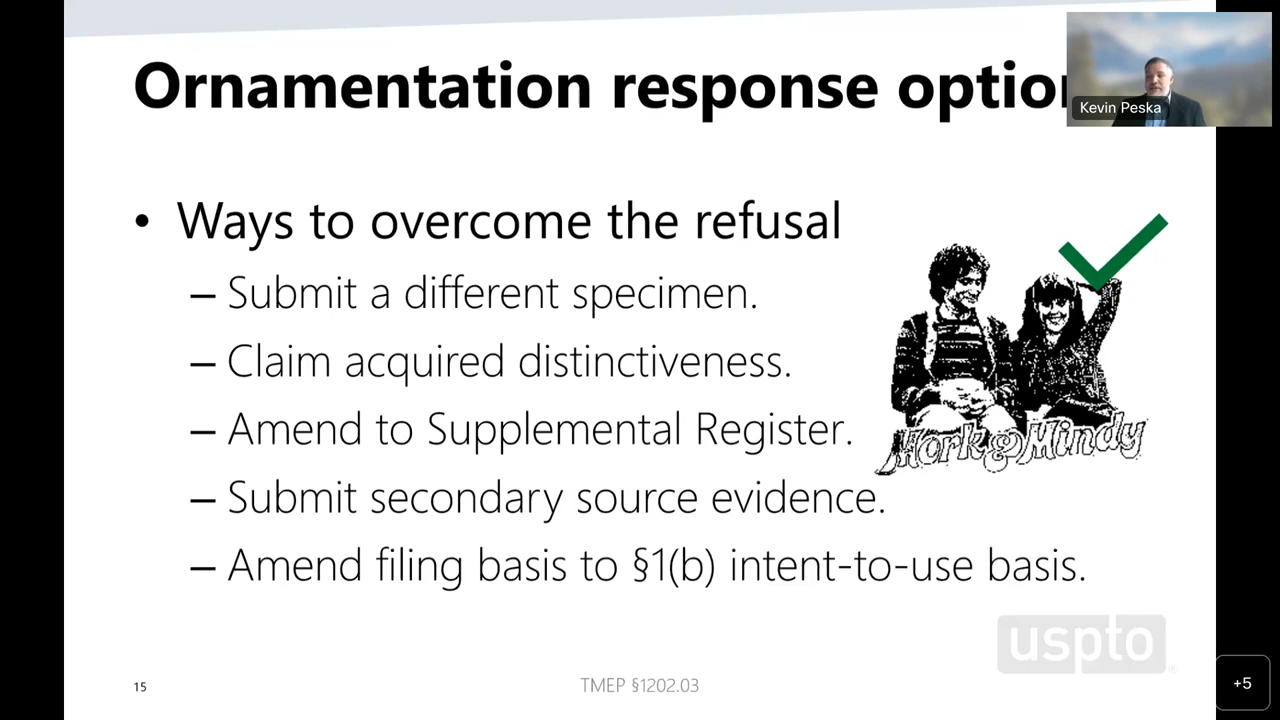 Ornamentation response option
Kevin Peska
• Ways to overcome the refusal
– Submit a different specimen.
– Claim acquired distinctiveness.
– Amend to Supplemental Register.
Mork & Mindy
– Submit secondary source evidence.
– Amend filing basis to §1(b) intent-to-use basis.
uspto
15
TMEP §1202.03
+5